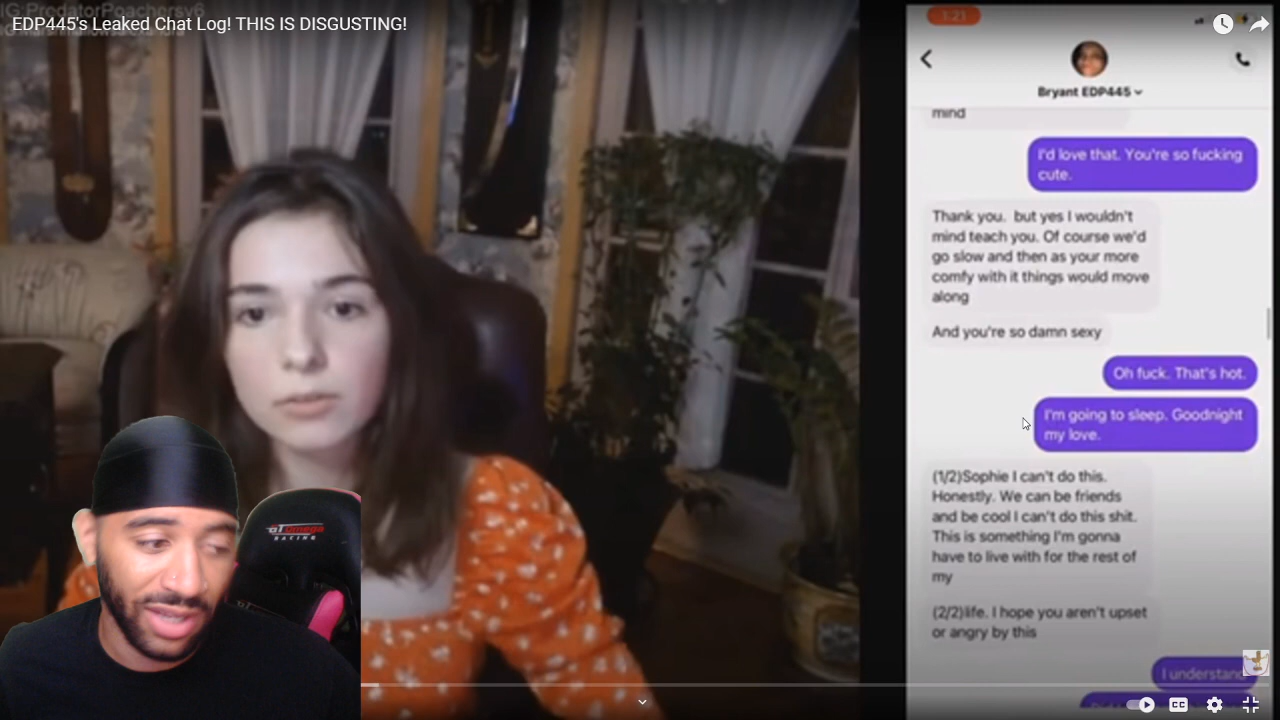 IG:PredatorPoachersv6
EDP445's Leaked Chat Log! THIS IS DISGUSTING!
1:21
Bryant EDP445
mind
I'd love that. You're so fucking
cute.
Thank you. but yes I wouldn't
mind teach you. Of course we'd
go slow and then as your more
comfy with it things would move
along
And you're so damn sexy
Oh fuck. That's hot.
I'm going to sleep. Goodnight
my love.
(1/2)Sophie I can't do this.
Honestly. We can be friends
and be cool I can't do this shit.
This is something I'm gonna
have to live with for the rest of
my
(2/2)life. I hope you aren't upset
or angry by this
I understand
GT Omega
RACING
CC